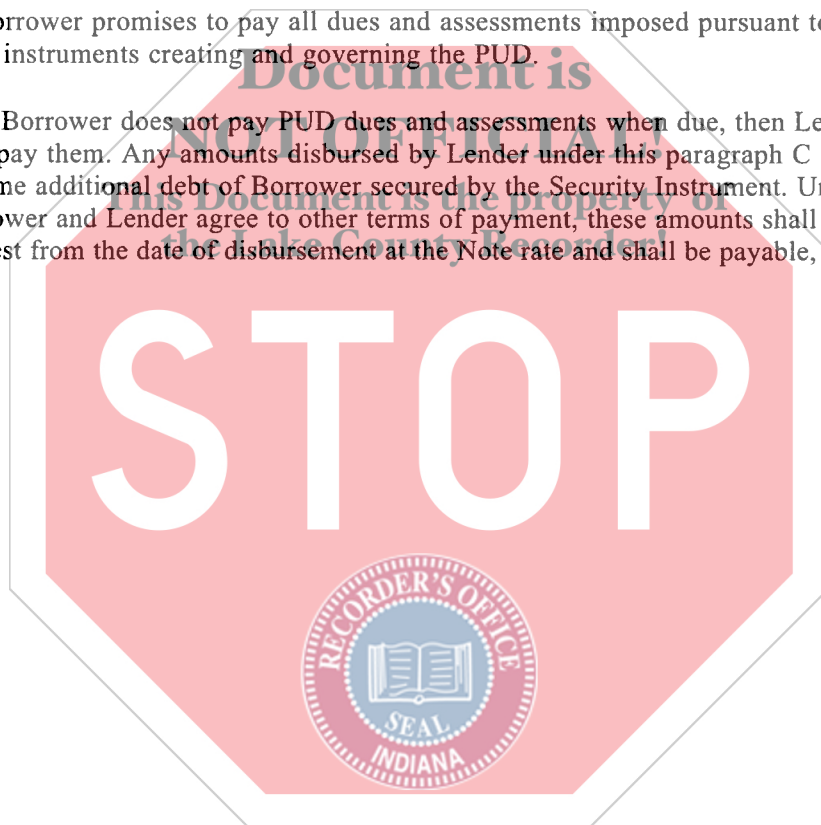 orrower promises to pay all dues and assessments imposed pursuant to
instruments creating and governing the PUD.
Document is
Borrower does not pay PUD dues and assessments when due, then Le
NOT OFFICIAL!
pay them. Any amounts disbursed by Lender under this paragraph C
me additional debt of Borrower secured by the Security Instrument. Un
This Document is the property of
ower and Lender agree to other terms of payment, these amounts shall
the Lake County Recorder!
est from the date of disbursement at the Note rate and shall be payable,
STOP
RECORDER'S OFFICE
SEAL
INDIANA